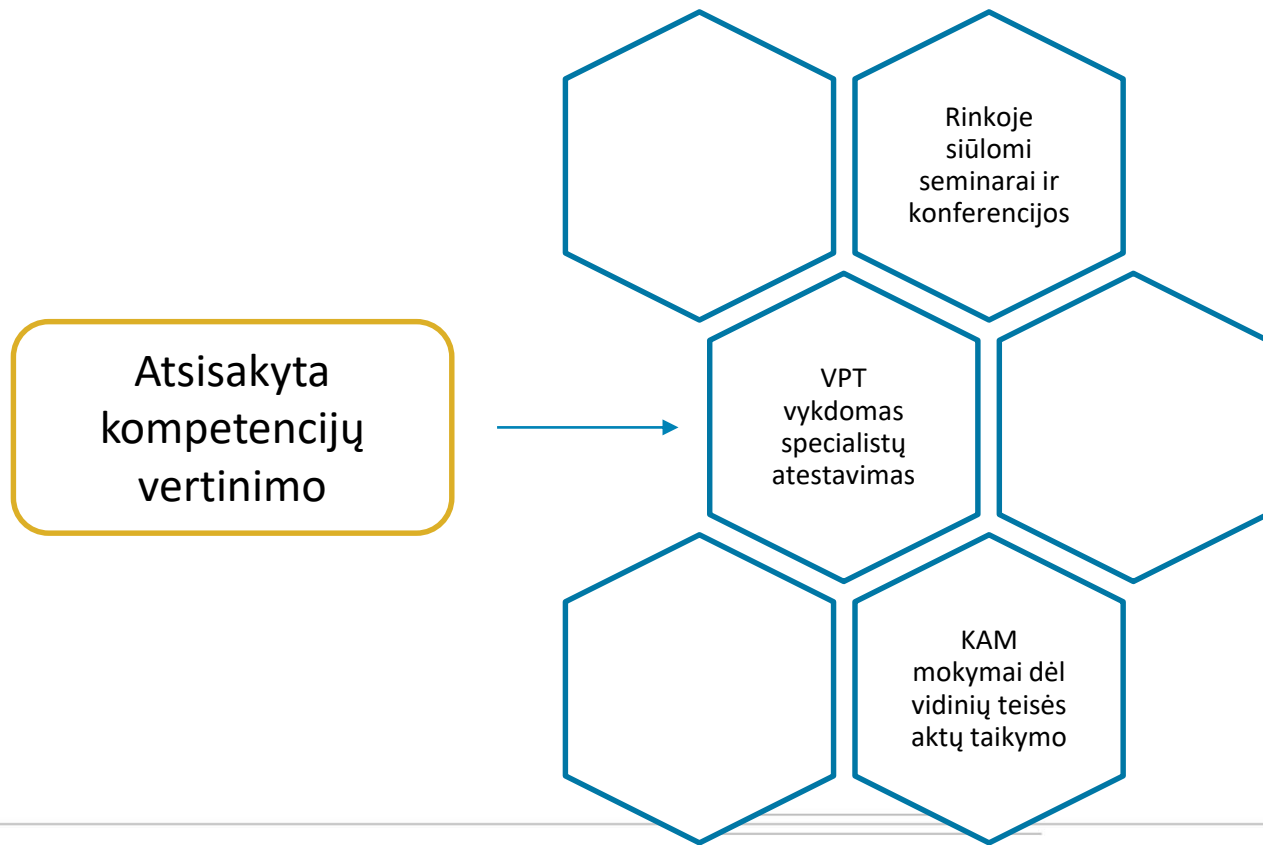 Atsisakyta
kompetencijų
vertinimo
Rinkoje
siūlomi
seminarai ir
konferencijos
VPT
vykdomas
specialistų
atestavimas
KAM
mokymai dėl
vidinių teisės
aktų taikymo